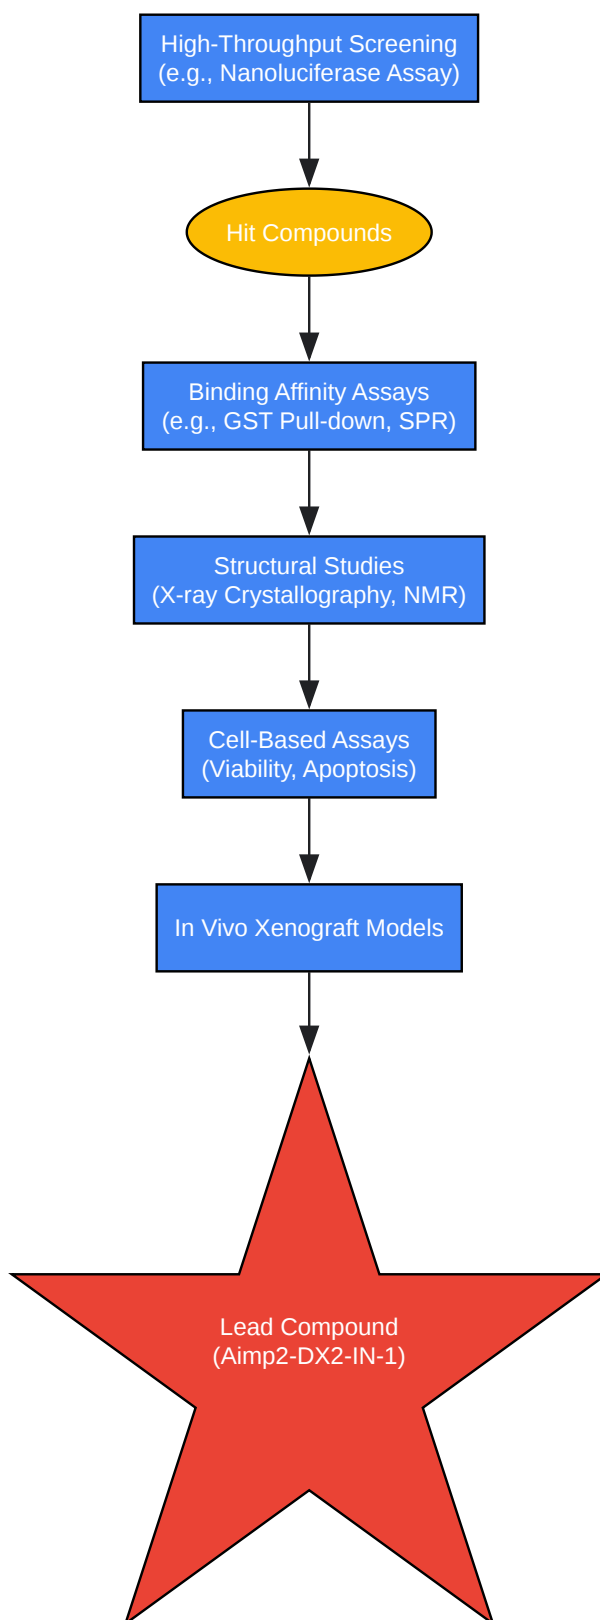 High-Throughput Screening
(e.g., Nanoluciferase Assay)
Hit Compounds
Binding Affinity Assays
(e.g., GST Pull-down, SPR)
Structural Studies
(X-ray Crystallography, NMR)
Cell-Based Assays
(Viability, Apoptosis)
In Vivo Xenograft Models
Lead Compound
(Aimp2-DX2-IN-1)